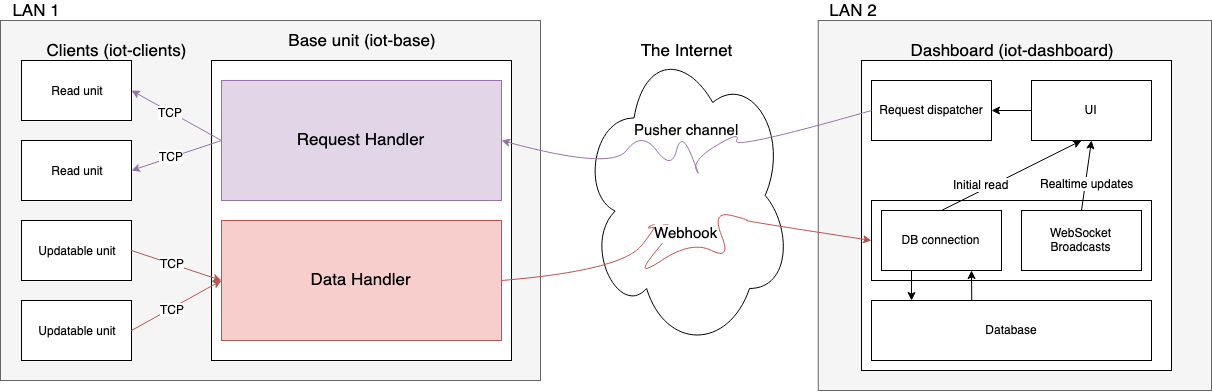 LAN 1
Clients (iot-clients)
Read unit
TCP
Read unit
TCP
Updatable unit
TCP
Updatable unit
TCP
Base unit (iot-base)
Request Handler
Data Handler
The Internet
Pusher channel
Webhook
LAN 2
Dashboard (iot-dashboard)
Request dispatcher
UI
Initial read
Realtime updates
DB connection
WebSocket
Broadcasts
Database